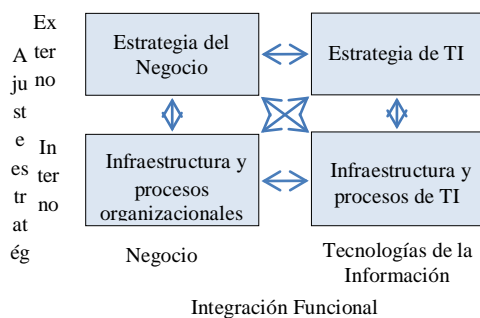 Ex
ter
no
A
ju
st
e
es
tr
at
ég
In
ter
no
Estrategia del
Negocio
Estrategia de TI
Infraestructura y
procesos
organizacionales
Infraestructura y
procesos de TI
Negocio
Tecnologías de la
Información
Integración Funcional